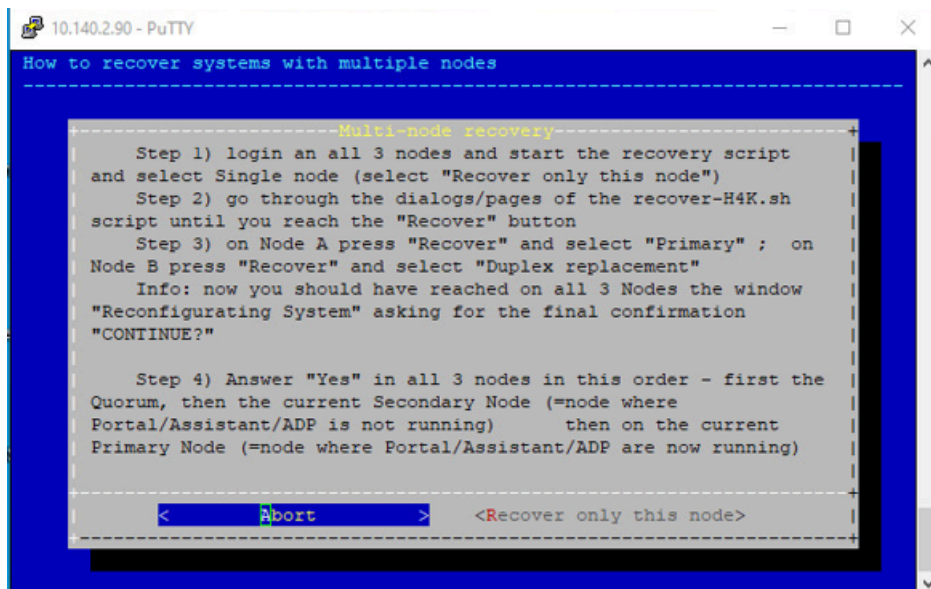 10.140.2.90 - PuTTY
How to recover systems with multiple nodes
Multi-node recovery
Step 1) login an all 3 nodes and start the recovery script
and select Single node (select "Recover only this node")
Step 2) go through the dialogs/pages of the recover-H4K.sh
script until you reach the "Recover" button
Step 3) on Node A press "Recover" and select "Primary" ; on
Node B press "Recover" and select "Duplex replacement"
Info: now you should have reached on all 3 Nodes the window
"Reconfigurating System" asking for the final confirmation
"CONTINUE?"
Step 4) Answer "Yes" in all 3 nodes in this order - first the
Quorum, then the current Secondary Node (=node where
Portal/Assistant/ADP is not running) then on the current
Primary Node (=node where Portal/Assistant/ADP are now running)
< Abort > <Recover only this node>